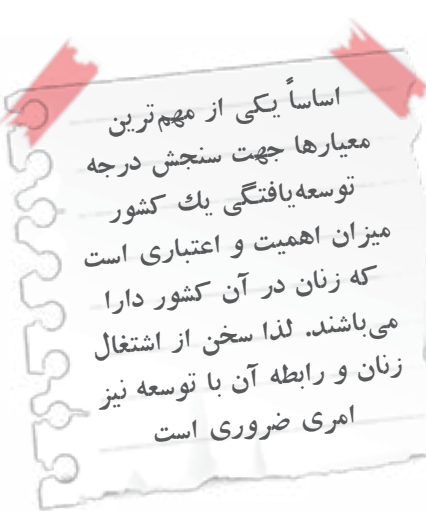 اساساً یکی از مهم‌ترین
معیارها جهت سنجش درجه
توسعه‌یافتگی یك کشور
میزان اهمیت و اعتباری است
که زنان در آن کشور دارا
می‌باشند. لذا سخن از اشتغال
زنان و رابطه آن با توسعه نیز
امری ضروری است